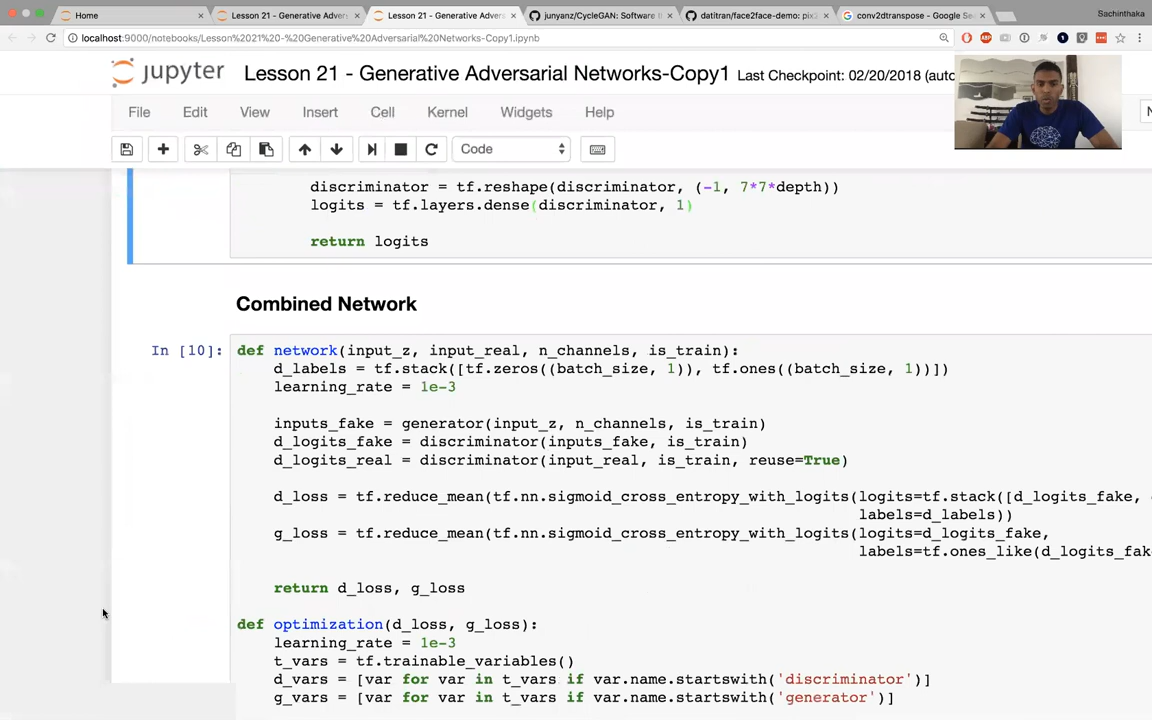 Home
Lesson 21 - Generative Advers
Lesson 21 - Generative Advers
junyanz/CycleGAN: Software
datitran/face2face-demo: pix2
conv2dtranspose - Google Se
Sachinthaka
localhost:9000/notebooks/Lesson%2021%20-%20Generative%20Adversarial%20Networks-Copy1.ipynb
jupyter Lesson 21 - Generative Adversarial Networks-Copy1 Last Checkpoint: 02/20/2018 (auto
File Edit View Insert Cell Kernel Widgets Help
Code
discriminator = tf.reshape(discriminator, (-1, 7*7*depth))
logits = tf.layers.dense(discriminator, 1)
return logits
Combined Network
In [10]: def network(input_z, input_real, n_channels, is_train):
d_labels = tf.stack([tf.zeros((batch_size, 1)), tf.ones((batch_size, 1))])
learning_rate = 1e-3
inputs_fake = generator(input_z, n_channels, is_train)
d_logits_fake = discriminator(inputs_fake, is_train)
d_logits_real = discriminator(input_real, is_train, reuse=True)
d_loss = tf.reduce_mean(tf.nn.sigmoid_cross_entropy_with_logits(logits=tf.stack([d_logits_fake,
labels=d_labels))
g_loss = tf.reduce_mean(tf.nn.sigmoid_cross_entropy_with_logits(logits=d_logits_fake,
labels=tf.ones_like(d_logits_fak
return d_loss, g_loss
def optimization(d_loss, g_loss):
learning_rate = 1e-3
t_vars = tf.trainable_variables()
d_vars = [var for var in t_vars if var.name.startswith('discriminator')]
g_vars = [var for var in t_vars if var.name.startswith('generator')]